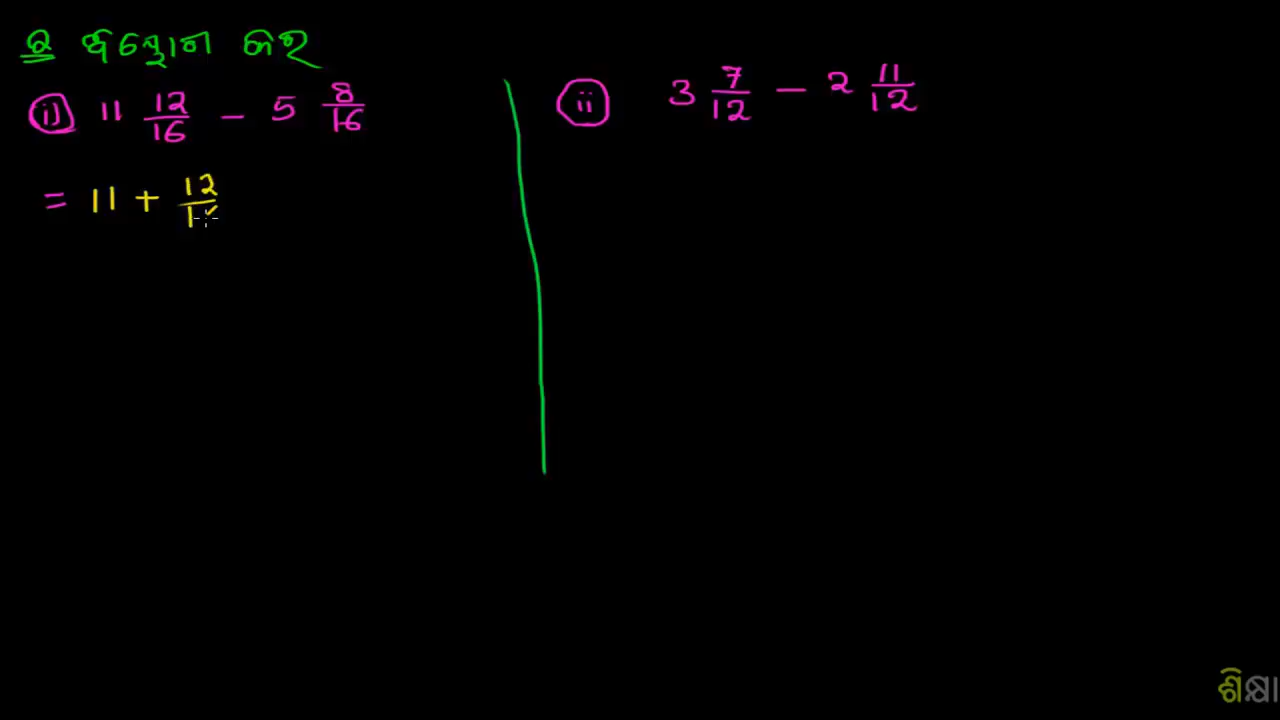 ବିୟୋଗ କର
(i) 11 12/16 – 5 8/16
= 11 + 12/1
(ii) 3 7/12 – 2 11/12
ଶିକ୍ଷା